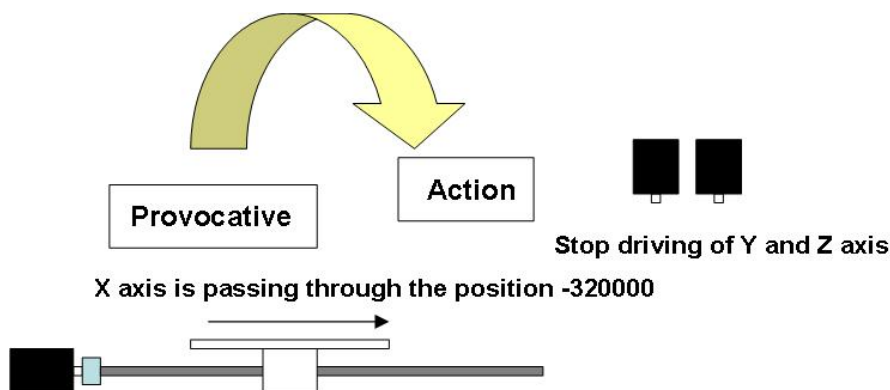 Action
Provocative
Stop driving of Y and Z axis
X axis is passing through the position -320000